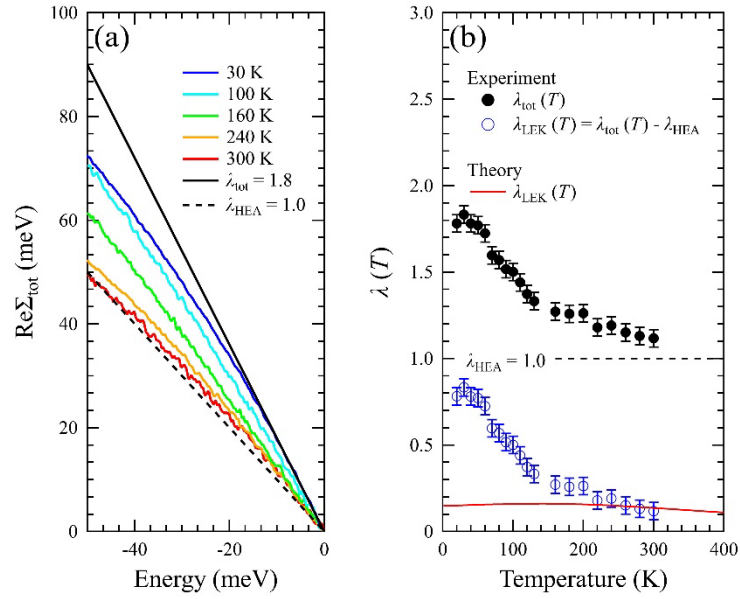 (a)
100
80
60
40
20
0
ReΣtot (meV)
30 K
100 K
160 K
240 K
300 K
λtot = 1.8
λHEA = 1.0
-40
-20
0
Energy (meV)
(b)
3.0
2.5
2.0
1.5
1.0
0.5
0
λ (T)
Experiment
λtot (T)
λLEK (T) = λtot (T) - λHEA
Theory
λLEK (T)
λHEA = 1.0
0
100
200
300
400
Temperature (K)